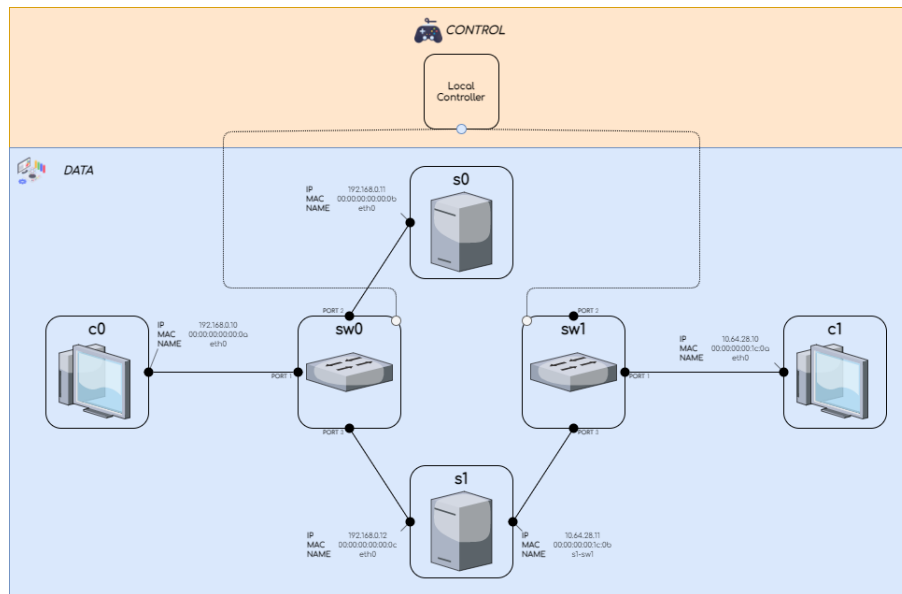 CONTROL
Local
Controller
DATA
s0
IP 192.168.0.11
MAC 00:00:00:00:00:0b
NAME eth0
PORT 2
PORT 2
c0
IP 192.168.0.10
MAC 00:00:00:00:00:0a
NAME eth0
sw0
PORT 1
sw1
PORT 1
IP 10.64.28.10
MAC 00:00:00:00:1c:0a
NAME eth0
c1
PORT 3
PORT 3
s1
IP 192.168.0.12
MAC 00:00:00:00:00:0c
NAME eth0
IP 10.64.28.11
MAC 00:00:00:00:1c:0b
NAME s1-sw1